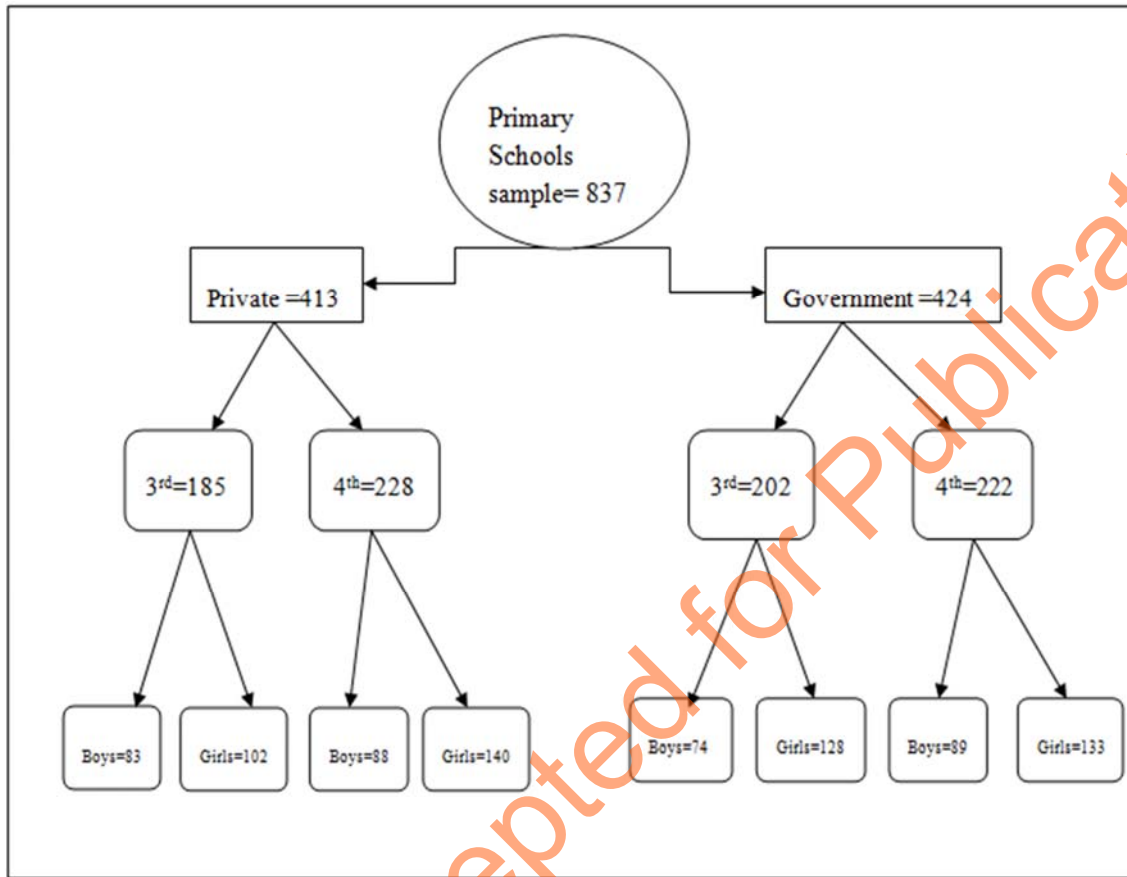 Primary
Schools
sample= 837
Private =413
Government =424
3rd=185
4th=228
3rd=202
4th=222
Boys=83
Girls=102
Boys=88
Girls=140
Boys=74
Girls=128
Boys=89
Girls=133
for